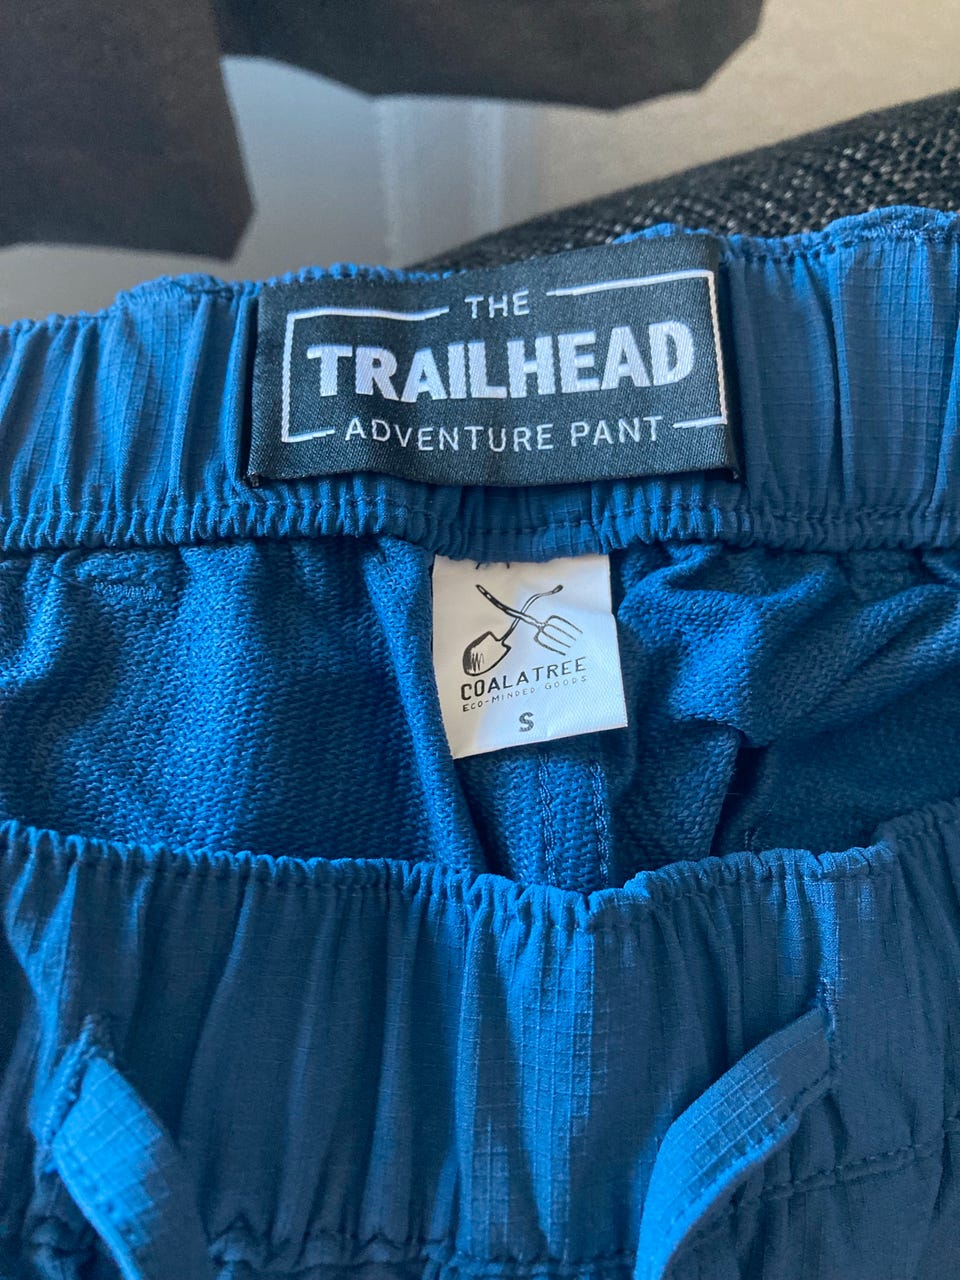 THE
TRAILHEAD
ADVENTURE PANT
COALATREE
ECO-MINDED GOODS
S